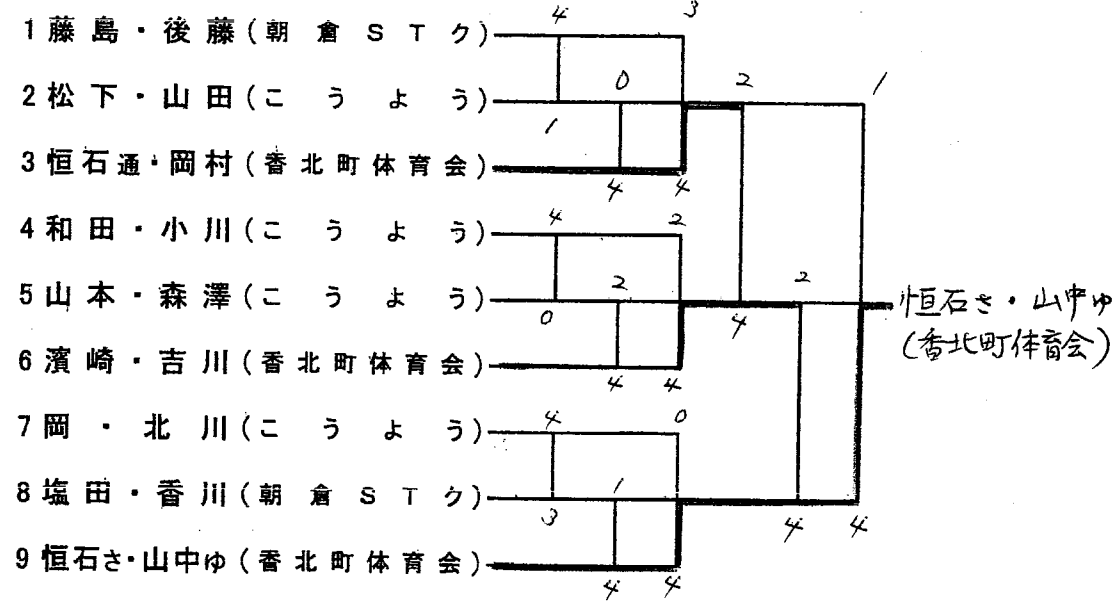 4 3
1 藤島・後藤(朝倉STク)
0 2 1
2 松下・山田(こうよう)
1
3 恒石通・岡村(香北町体育会)
4 4
4 2
4 和田・小川(こうよう)
2 2
5 山本・森澤(こうよう)
恒石さ・山中ゆ
0 4
(香北町体育会)
6 濱崎・吉川(香北町体育会)
4 4
4 0
7 岡・北川(こうよう)
1
8 塩田・香川(朝倉STク)
3 4 4
9 恒石さ・山中ゆ(香北町体育会)
4 4